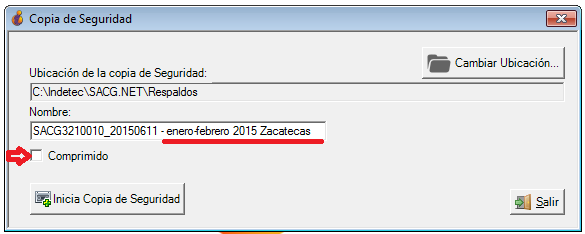 Copia de Seguridad
Cambiar Ubicación...
Ubicación de la copia de Seguridad:
C:\Indetec\SACG.NET\Respaldos
Nombre:
SACG3210010_20150611 - enero-febrero 2015 Zacatecas
Comprimido
Inicia Copia de Seguridad
Salir